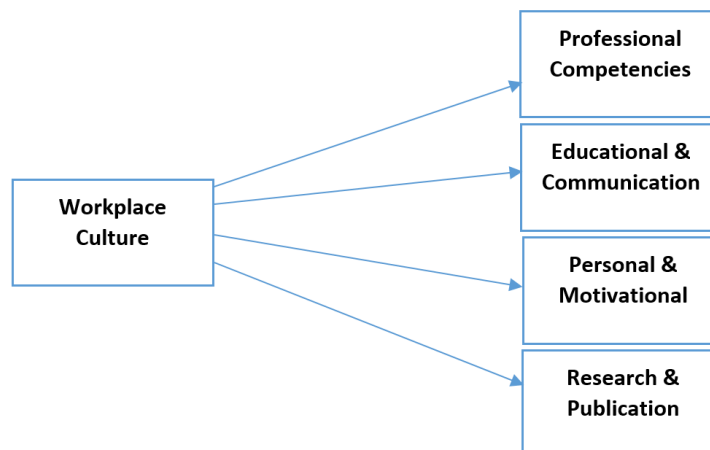 Professional
Competencies
Educational &
Communication
Workplace
Culture
Personal &
Motivational
Research &
Publication